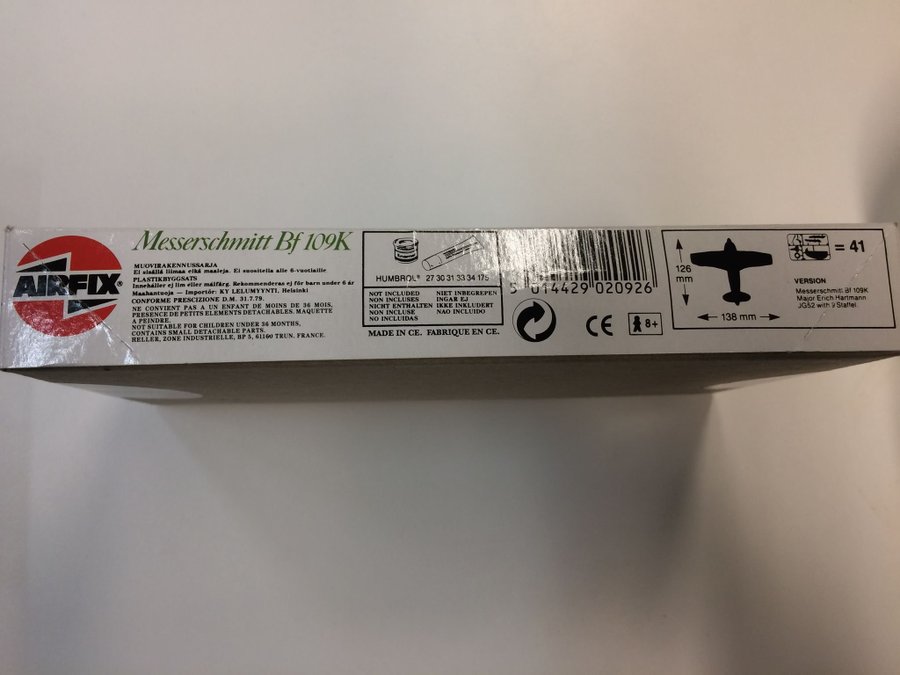 AIRFIX®
Messerschmitt Bf 109K
MUOVIRAKENNUSSARJA
Ei sisällä liimaa eikä maaleja. Ei suositella alle 6-vuotiaille
PLASTIKBYGGSATS
Innehåller ej lim eller målfärg. Rekommenderas ej för barn under 6 år
Maahantuoja — Importör: KY LELUMYYNTI, Helsinki
CONFORME PRESCIZIONE D.M. 31.7.79.
NE CONVIENT PAS A UN ENFANT DE MOINS DE 36 MOIS,
PRESENCE DE PETITS ELEMENTS DETACHABLES. MAQUETTE
A PEINDRE.
NOT SUITABLE FOR CHILDREN UNDER 36 MONTHS,
CONTAINS SMALL DETACHABLE PARTS.
HELLER, ZONE INDUSTRIELLE, BP 5, 61160 TRUN. FRANCE.
HUMBROL® 27 30 31 33 34 175
NOT INCLUDED NIET INBEGREPEN
NON INCLUSES INGAR EJ
NICHT ENTHALTEN IKKE INKLUDERT
NON INCLUSE NAO INCLUIDO
NO INCLUIDAS
MADE IN CE. FABRIQUE EN CE.
5 014429 020926
CE
8+
126
mm
138 mm
= 41
VERSION
Messerschmitt Bf 109K
Major Erich Hartmann
JG52 with 9 Staffel